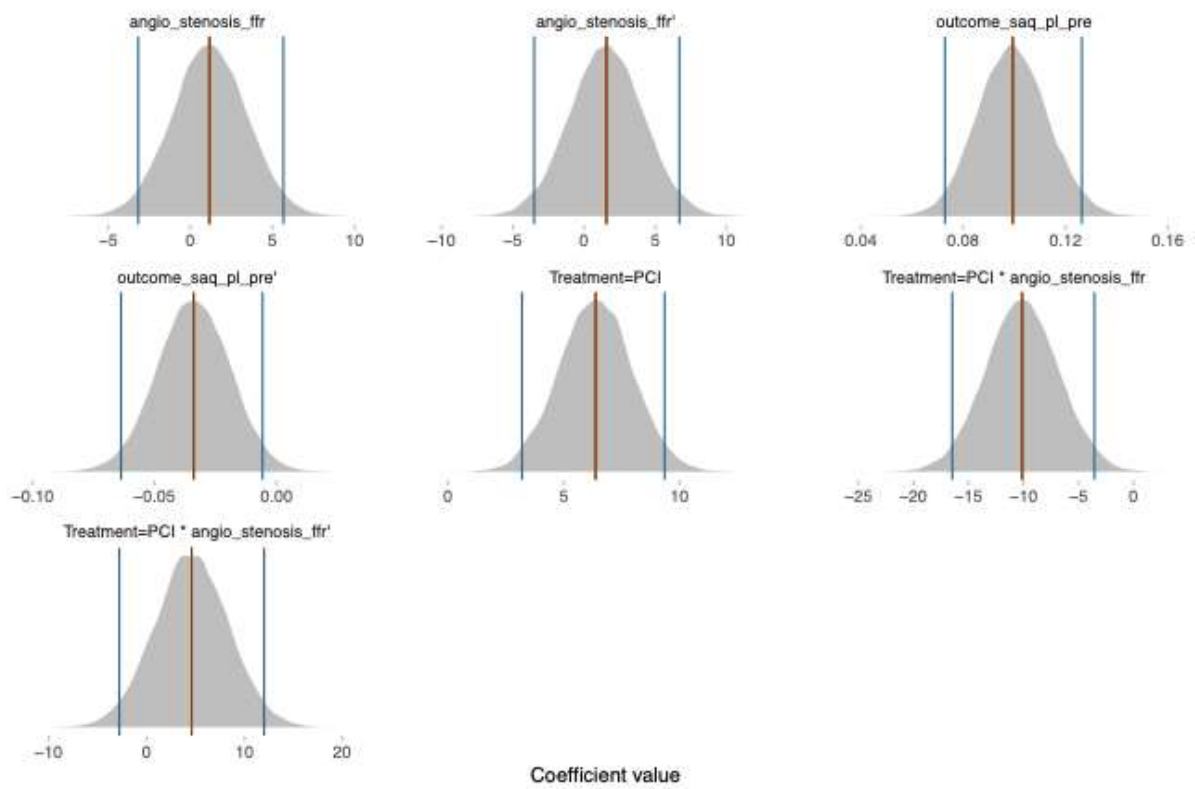 angio_stenosis_ffr
angio_stenosis_ffr'
outcome_saq_pl_pre
−5 0 5 10
−10 −5 0 5 10
0.04 0.08 0.12 0.16
outcome_saq_pl_pre'
Treatment=PCI
Treatment=PCI * angio_stenosis_ffr
−0.10 −0.05 0.00
0 5 10
−25 −20 −15 −10 −5 0
Treatment=PCI * angio_stenosis_ffr'
−10 0 10 20
Coefficient value